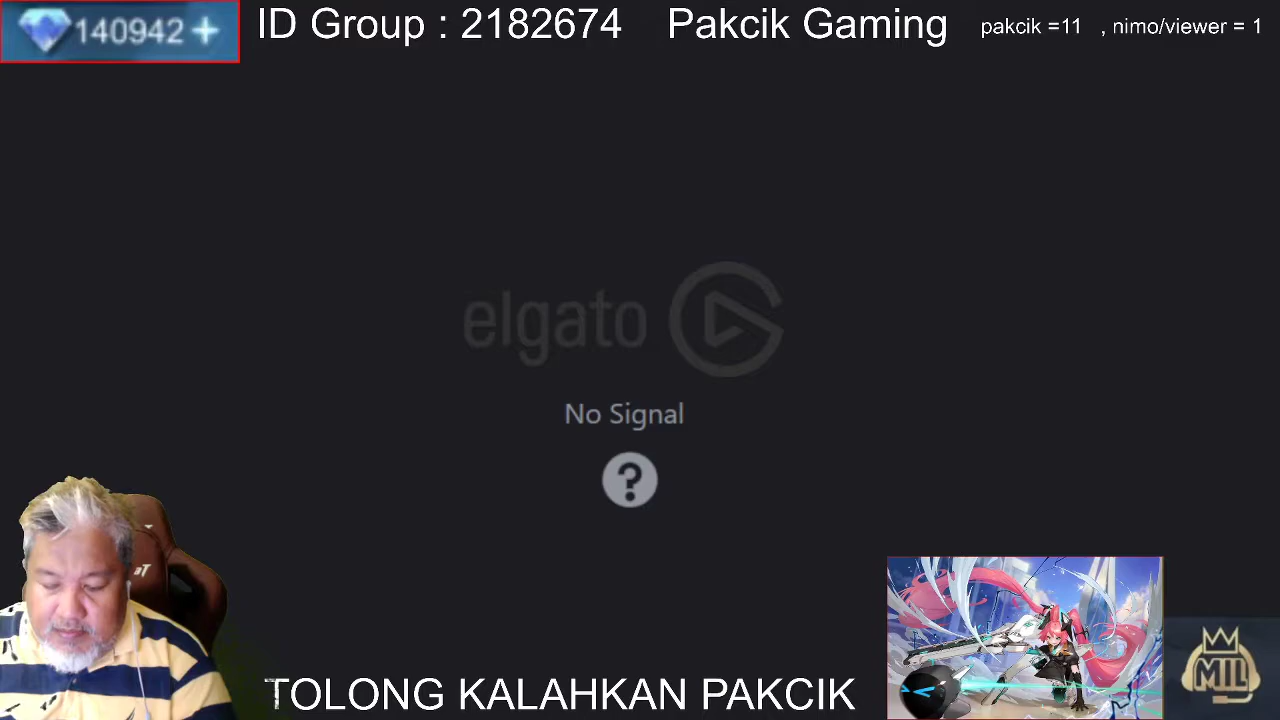 140942 +
ID Group : 2182674 Pakcik Gaming
pakcik =11 , nimo/viewer = 1
elgato
No Signal
?
TOLONG KALAHKAN PAKCIK
MIL